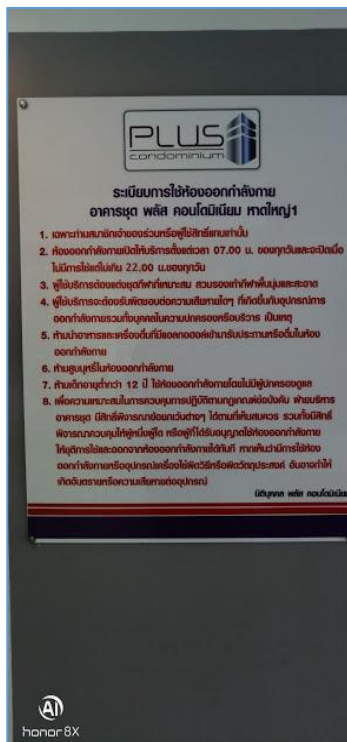 PLUS
condominium
ระเบียบการใช้ห้องออกกำลังกาย
อาคารชุด พลัส คอนโดมิเนียม หาดใหญ่1
1. เฉพาะท่านสมาชิกเจ้าของร่วมหรือผู้ใช้สิทธิ์แทนเท่านั้น
2. ห้องออกกำลังกายเปิดให้บริการตั้งแต่เวลา 07.00 น. ของทุกวันและจะปิดเมื่อ
ไม่มีการใช้แต่ไม่เกิน 22.00 น.ของทุกวัน
3. ผู้ใช้บริการต้องแต่งชุดกีฬาที่เหมาะสม สวมรองเท้ากีฬาพื้นนุ่มและสะอาด
4. ผู้ใช้บริการจะต้องรับผิดชอบต่อความเสียหายใดๆ ที่เกิดขึ้นกับอุปกรณ์การ
ออกกำลังกายรวมทั้งบุคคลในความปกครองหรือบริวาร เป็นเหตุ
5. ห้ามนำอาหารและเครื่องดื่มที่มีแอลกอฮอล์เข้ามารับประทานหรือดื่มในห้อง
ออกกำลังกาย
6. ห้ามสูบบุหรี่ในห้องออกกำลังกาย
7. ห้ามเด็กอายุต่ำกว่า 12 ปี ใช้ห้องออกกำลังกายโดยไม่มีผู้ปกครองดูแล
8. เพื่อความเหมาะสมในการควบคุมการปฏิบัติตามกฎเกณฑ์ข้อบังคับ ฝ่ายบริหาร
อาคารชุด มีสิทธิ์พิจารณาข้อยกเว้นต่างๆ ได้ตามที่เห็นสมควร รวมทั้งมีสิทธิ์
พิจารณาควบคุมให้ผู้หนึ่งผู้ใด หรือผู้ที่ได้รับอนุญาตใช้ห้องออกกำลังกาย
ให้ยุติการใช้และออกจากห้องออกกำลังกายได้ทันที หากเห็นว่ามีการใช้ห้อง
ออกกำลังกายหรืออุปกรณ์เครื่องใช้ผิดวิธีหรือผิดวัตถุประสงค์ อันอาจทำให้
เกิดอันตรายหรือความเสียหายต่ออุปกรณ์
นิติบุคคล พลัส คอนโดมิเนียม
AI
honor 8X